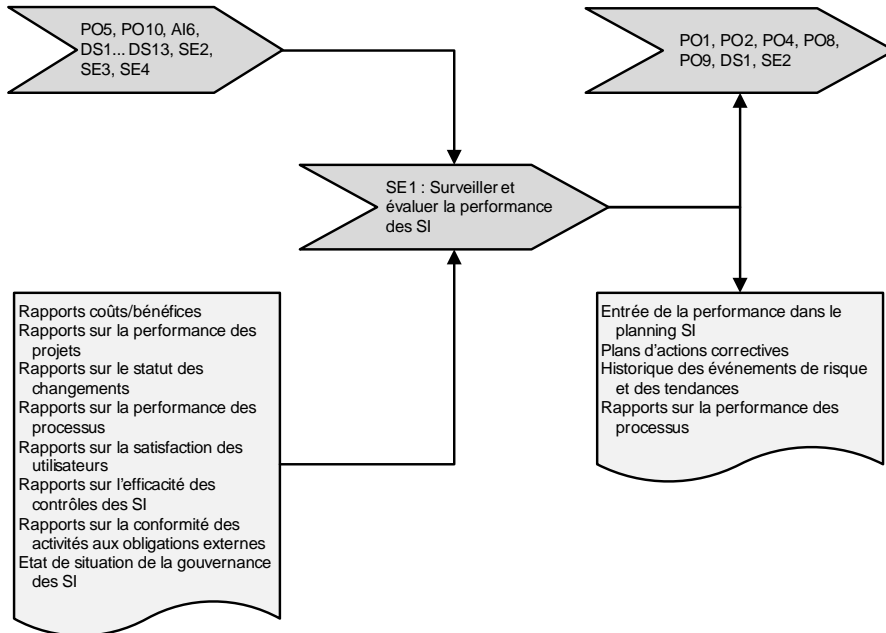 PO5, PO10, AI6,
DS1... DS13, SE2,
SE3, SE4
PO1, PO2, PO4, PO8,
PO9, DS1, SE2
SE1 : Surveiller et
évaluer la performance
des SI
Rapports coûts/bénéfices
Rapports sur la performance des
projets
Rapports sur le statut des
changements
Rapports sur la performance des
processus
Rapports sur la satisfaction des
utilisateurs
Rapports sur l'efficacité des
contrôles des SI
Rapports sur la conformité des
activités aux obligations externes
Etat de situation de la gouvernance
des SI
Entrée de la performance dans le
planning SI
Plans d'actions correctives
Historique des événements de risque
et des tendances
Rapports sur la performance des
processus